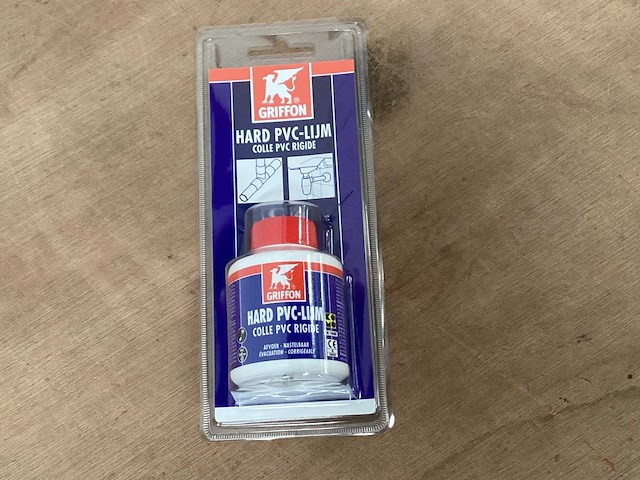 GRIFFON
HARD PVC-LIJM
COLLE PVC RIGIDE
GRIFFON
HARD PVC-LIJM
COLLE PVC RIGIDE
AFVOER - NASTELBAAR
ÉVACUATION - CORRIGEABLE